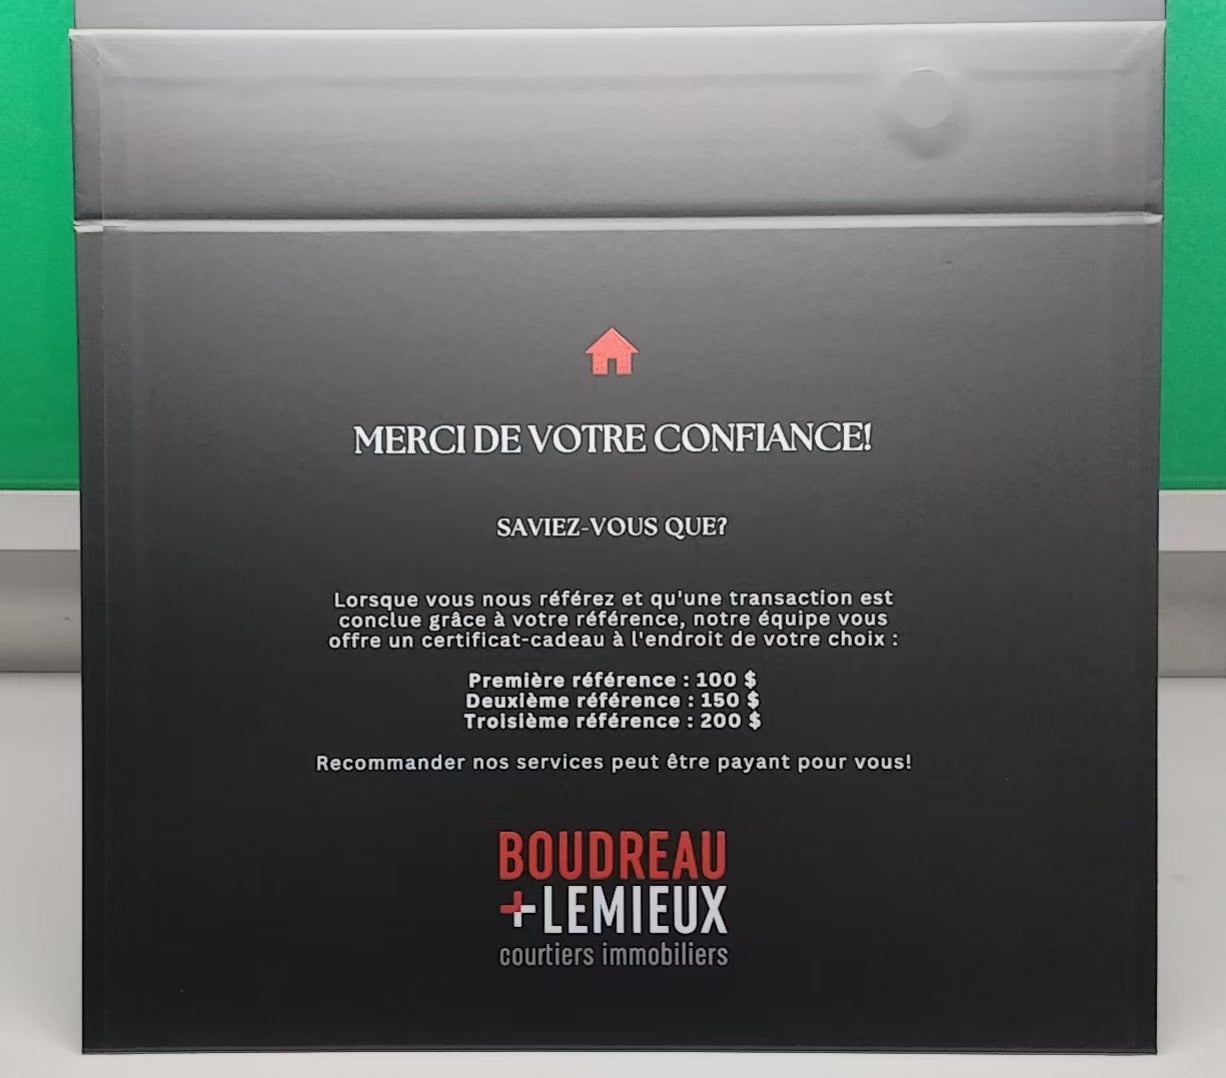 MERCI DE VOTRE CONFIANCE!
SAVIEZ-VOUS QUE?
Lorsque vous nous référez et qu'une transaction est
conclue grâce à votre référence, notre équipe vous
offre un certificat-cadeau à l'endroit de votre choix :
Première référence : 100 $
Deuxième référence : 150 $
Troisième référence : 200 $
Recommander nos services peut être payant pour vous!
BOUDREAU
+LEMIEUX
courtiers immobiliers